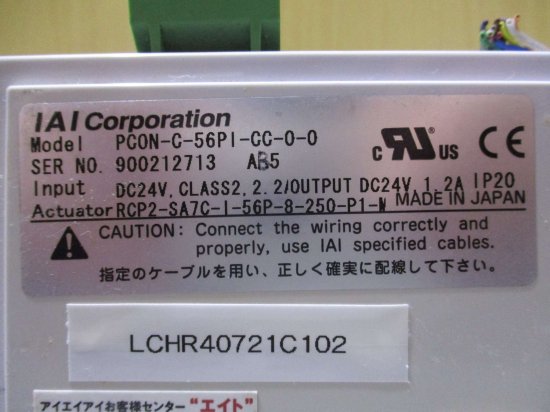 IAI Corporation
Model PCON-C-56PI-CC-0-0
SER NO. 900212713 AB5
Input DC24V, CLASS2, 2.2/OUTPUT DC24V, 1.2A IP20
Actuator RCP2-SA7C-I-56P-8-250-P1-M MADE IN JAPAN
c RU US CE
CAUTION: Connect the wiring correctly and
properly, use IAI specified cables.
指定のケーブルを用い、正しく確実に配線して下さい。
LCHR40721C102
アイエイアイお客様センター“エイト”